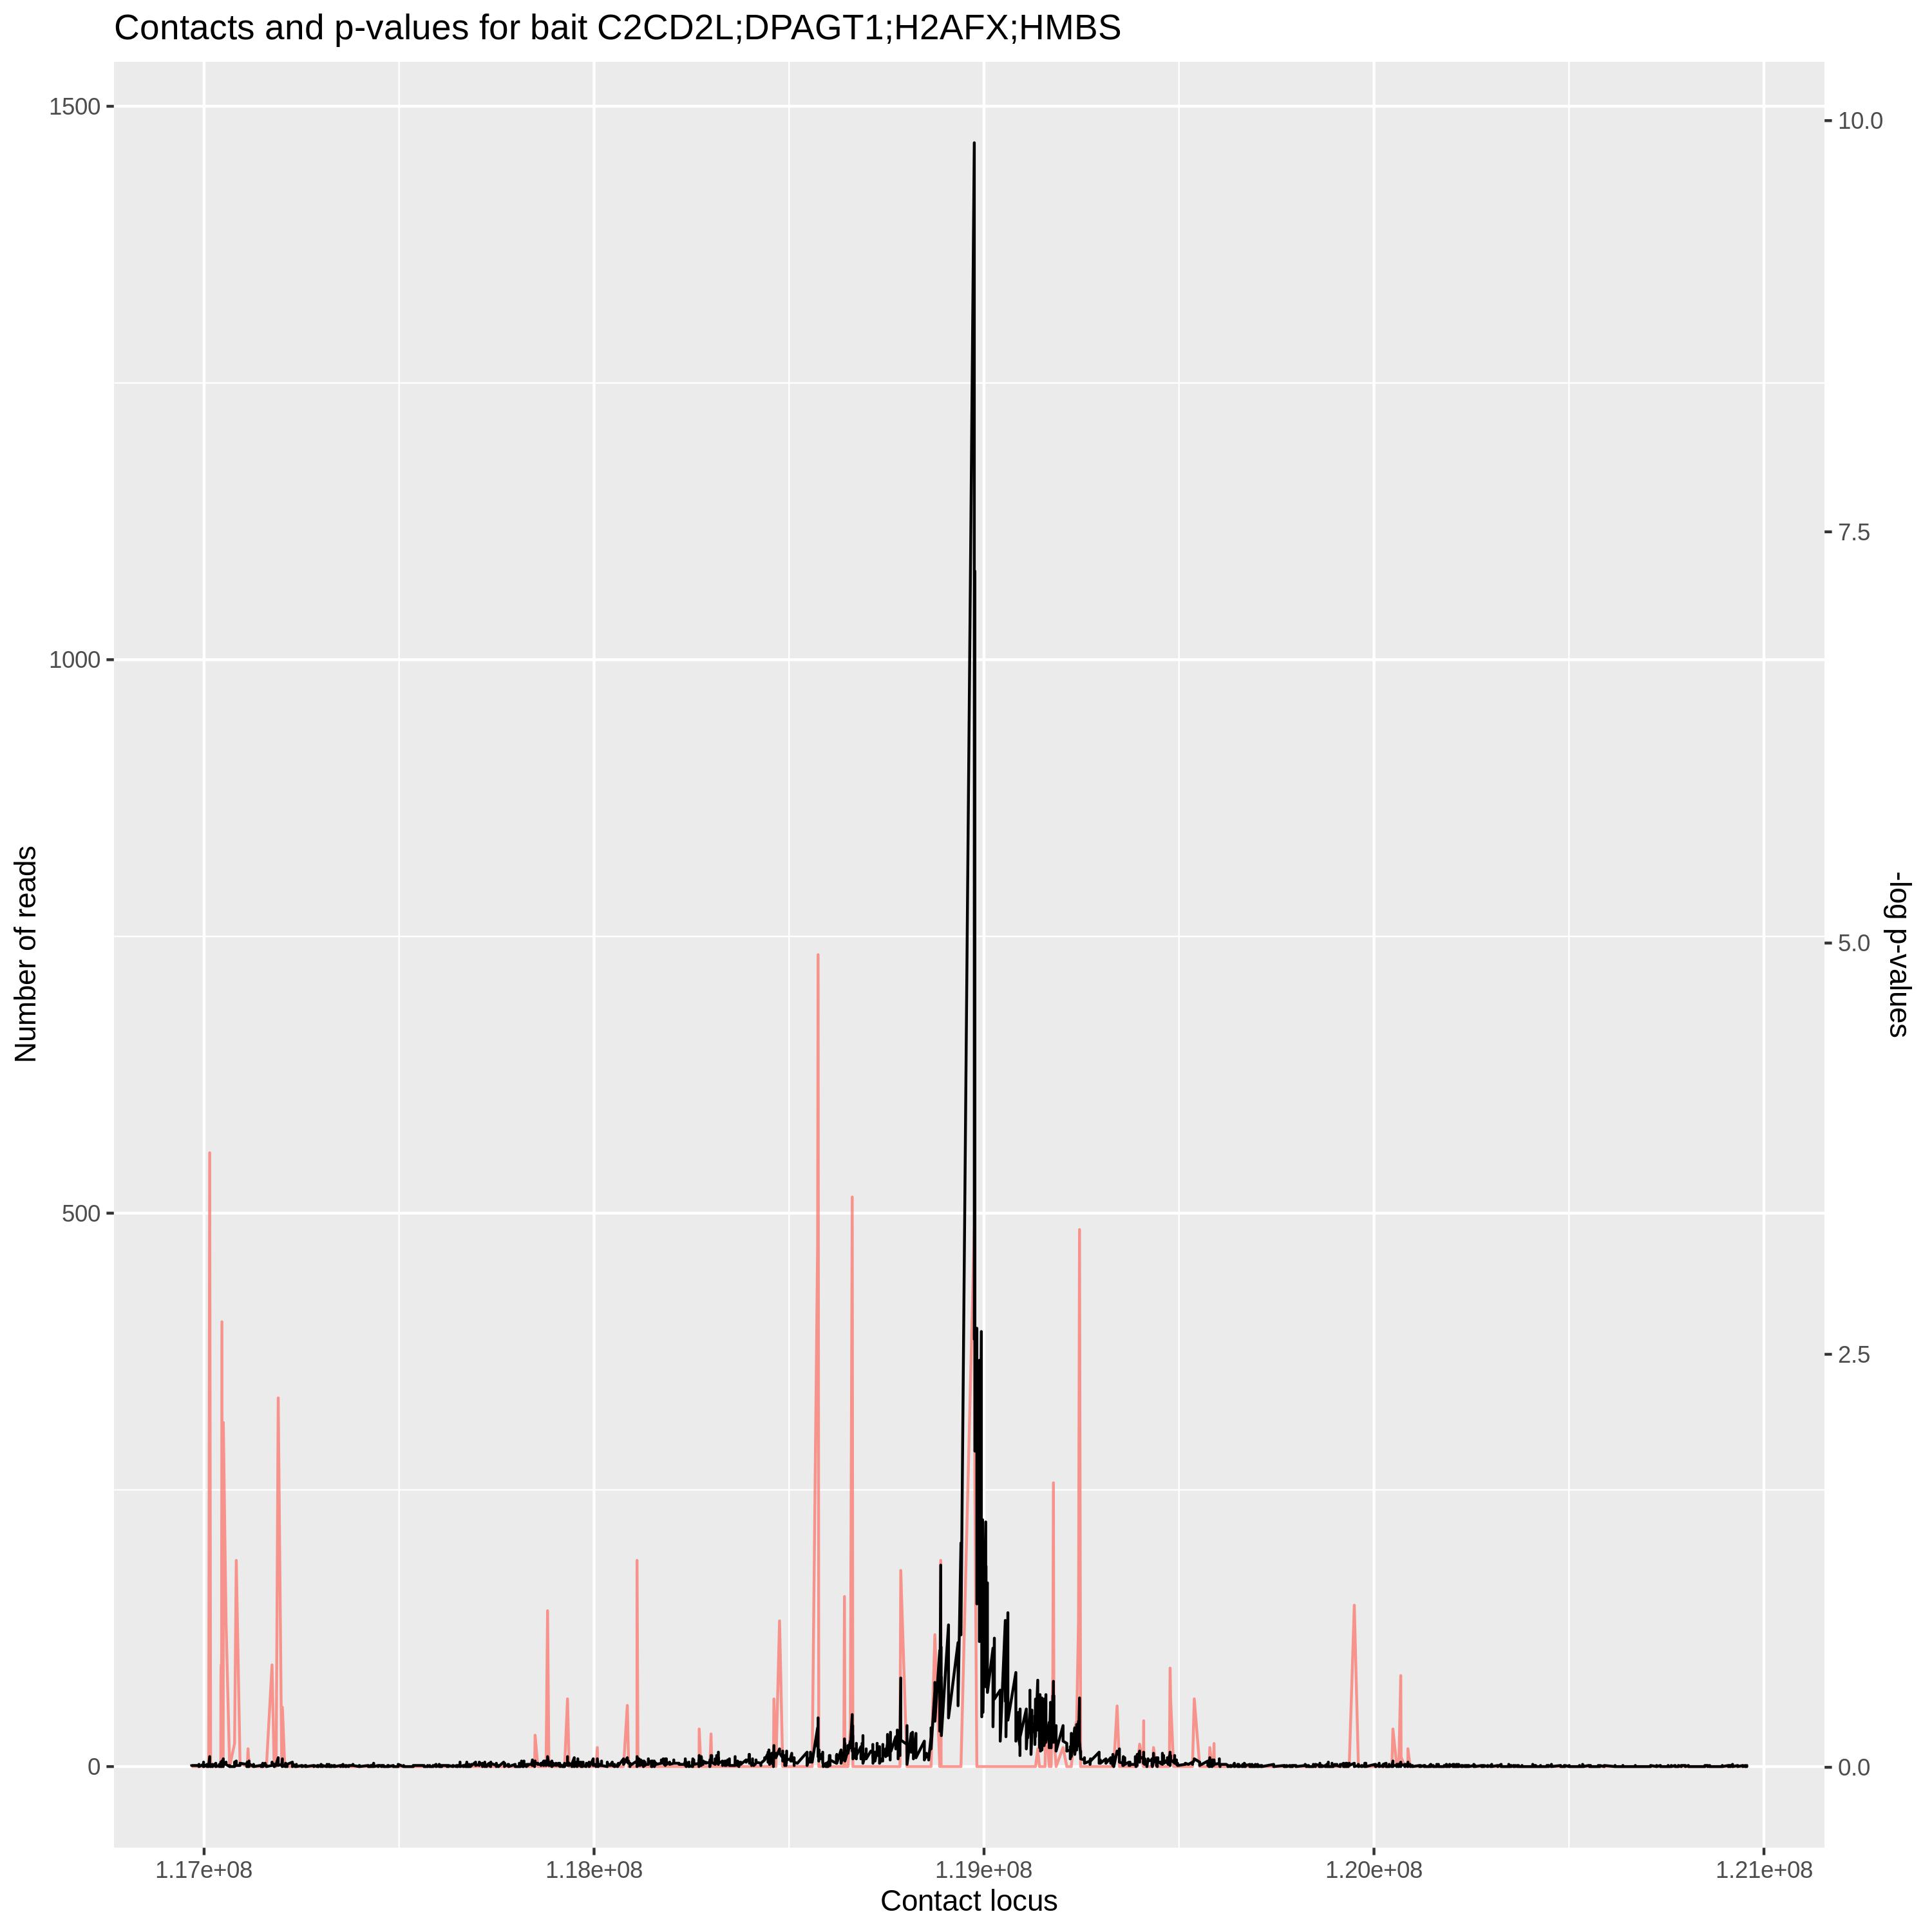 Contacts and p-values for bait C2CD2L;DPAGT1;H2AFX;HMBS
1500
1000
500
0
Number of reads
10.0
7.5
5.0
2.5
0.0
-log p-values
1.17e+08 1.18e+08 1.19e+08 1.20e+08 1.21e+08
Contact locus